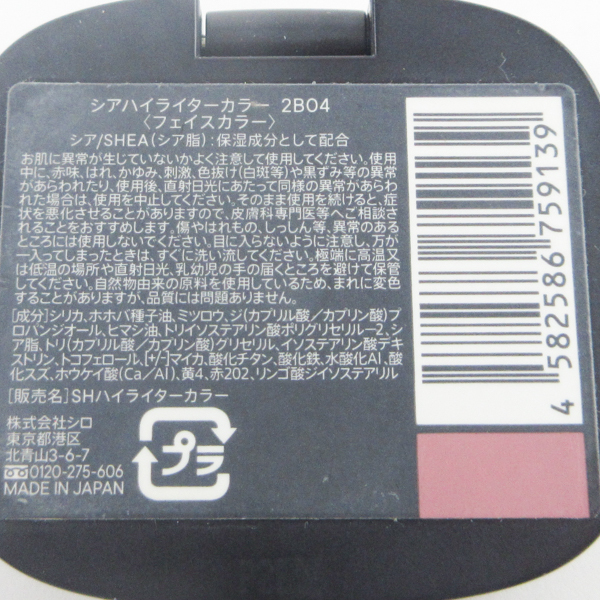 シアハイライターカラー 2B04
〈フェイスカラー〉
シア/SHEA(シア脂):保湿成分として配合
お肌に異常が生じていないかよく注意して使用してください。使用
中に、赤味、はれ、かゆみ、刺激、色抜け(白斑等)や黒ずみ等の異常
があらわれたり、使用後、直射日光にあたって同様の異常があらわ
れた場合は、使用を中止してください。そのまま使用を続けると、症
状を悪化させることがありますので、皮膚科専門医等へご相談さ
れることをおすすめします。傷やはれもの、しっしん等、異常のある
ところには使用しないでください。目に入らないように注意し、万が
一入ってしまったときは、すぐに洗い流してください。極端に高温又
は低温の場所や直射日光、乳幼児の手の届くところを避けて保管
してください。自然物由来の原料を使用しているため、まれに変色
することがありますが、品質には問題ありません。
[成分]シリカ、ホホバ種子油、ミツロウ、ジ(カプリル酸/カプリン酸)プ
ロパンジオール、ヒマシ油、トリイソステアリン酸ポリグリセリル-2、シ
ア脂、トリ(カプリル酸/カプリン酸)グリセリル、イソステアリン酸デキ
ストリン、トコフェロール、[+/-]マイカ、酸化チタン、酸化鉄、水酸化Al、酸
化スズ、ホウケイ酸(Ca/Al)、黄4、赤202、リンゴ酸ジイソステアリル
[販売名]SHハイライターカラー
株式会社シロ
東京都港区
北青山3-6-7
0120-275-606
MADE IN JAPAN
プラ
4 582586 759139